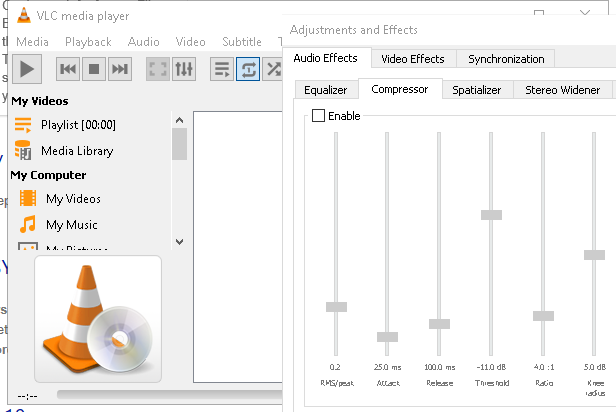 VLC media player
Media Playback Audio Video Subtitle T
My Videos
Playlist [00:00]
Media Library
My Computer
My Videos
My Music
My Pictures
--:--
Adjustments and Effects
Audio Effects Video Effects Synchronization
Equalizer Compressor Spatializer Stereo Widener
Enable
0.2 25.0 ms 100.0 ms -11.0 dB 4.0 :1 5.0 dB
RMS/peak Attack Release Threshold Ratio Knee
radius